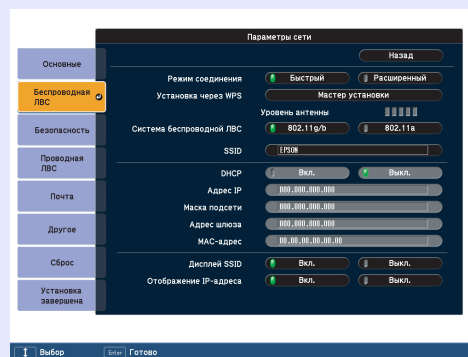 Параметры сети
Назад
Основные
Беспроводная
ЛВС
Безопасность
Проводная
ЛВС
Почта
Другое
Сброс
Установка
завершена
Режим соединения Быстрый Расширенный
Установка через WPS Мастер установки
Уровень антенны
Система беспроводной ЛВС 802.11g/b 802.11a
SSID EPSON
DHCP Вкл. Выкл.
Адрес IP 000.000.000.000
Маска подсети 000.000.000.000
Адрес шлюза 000.000.000.000
MAC-адрес 00.00.00.00.00.00
Дисплей SSID Вкл. Выкл.
Отображение IP-адреса Вкл. Выкл.
Выбор Enter Готово